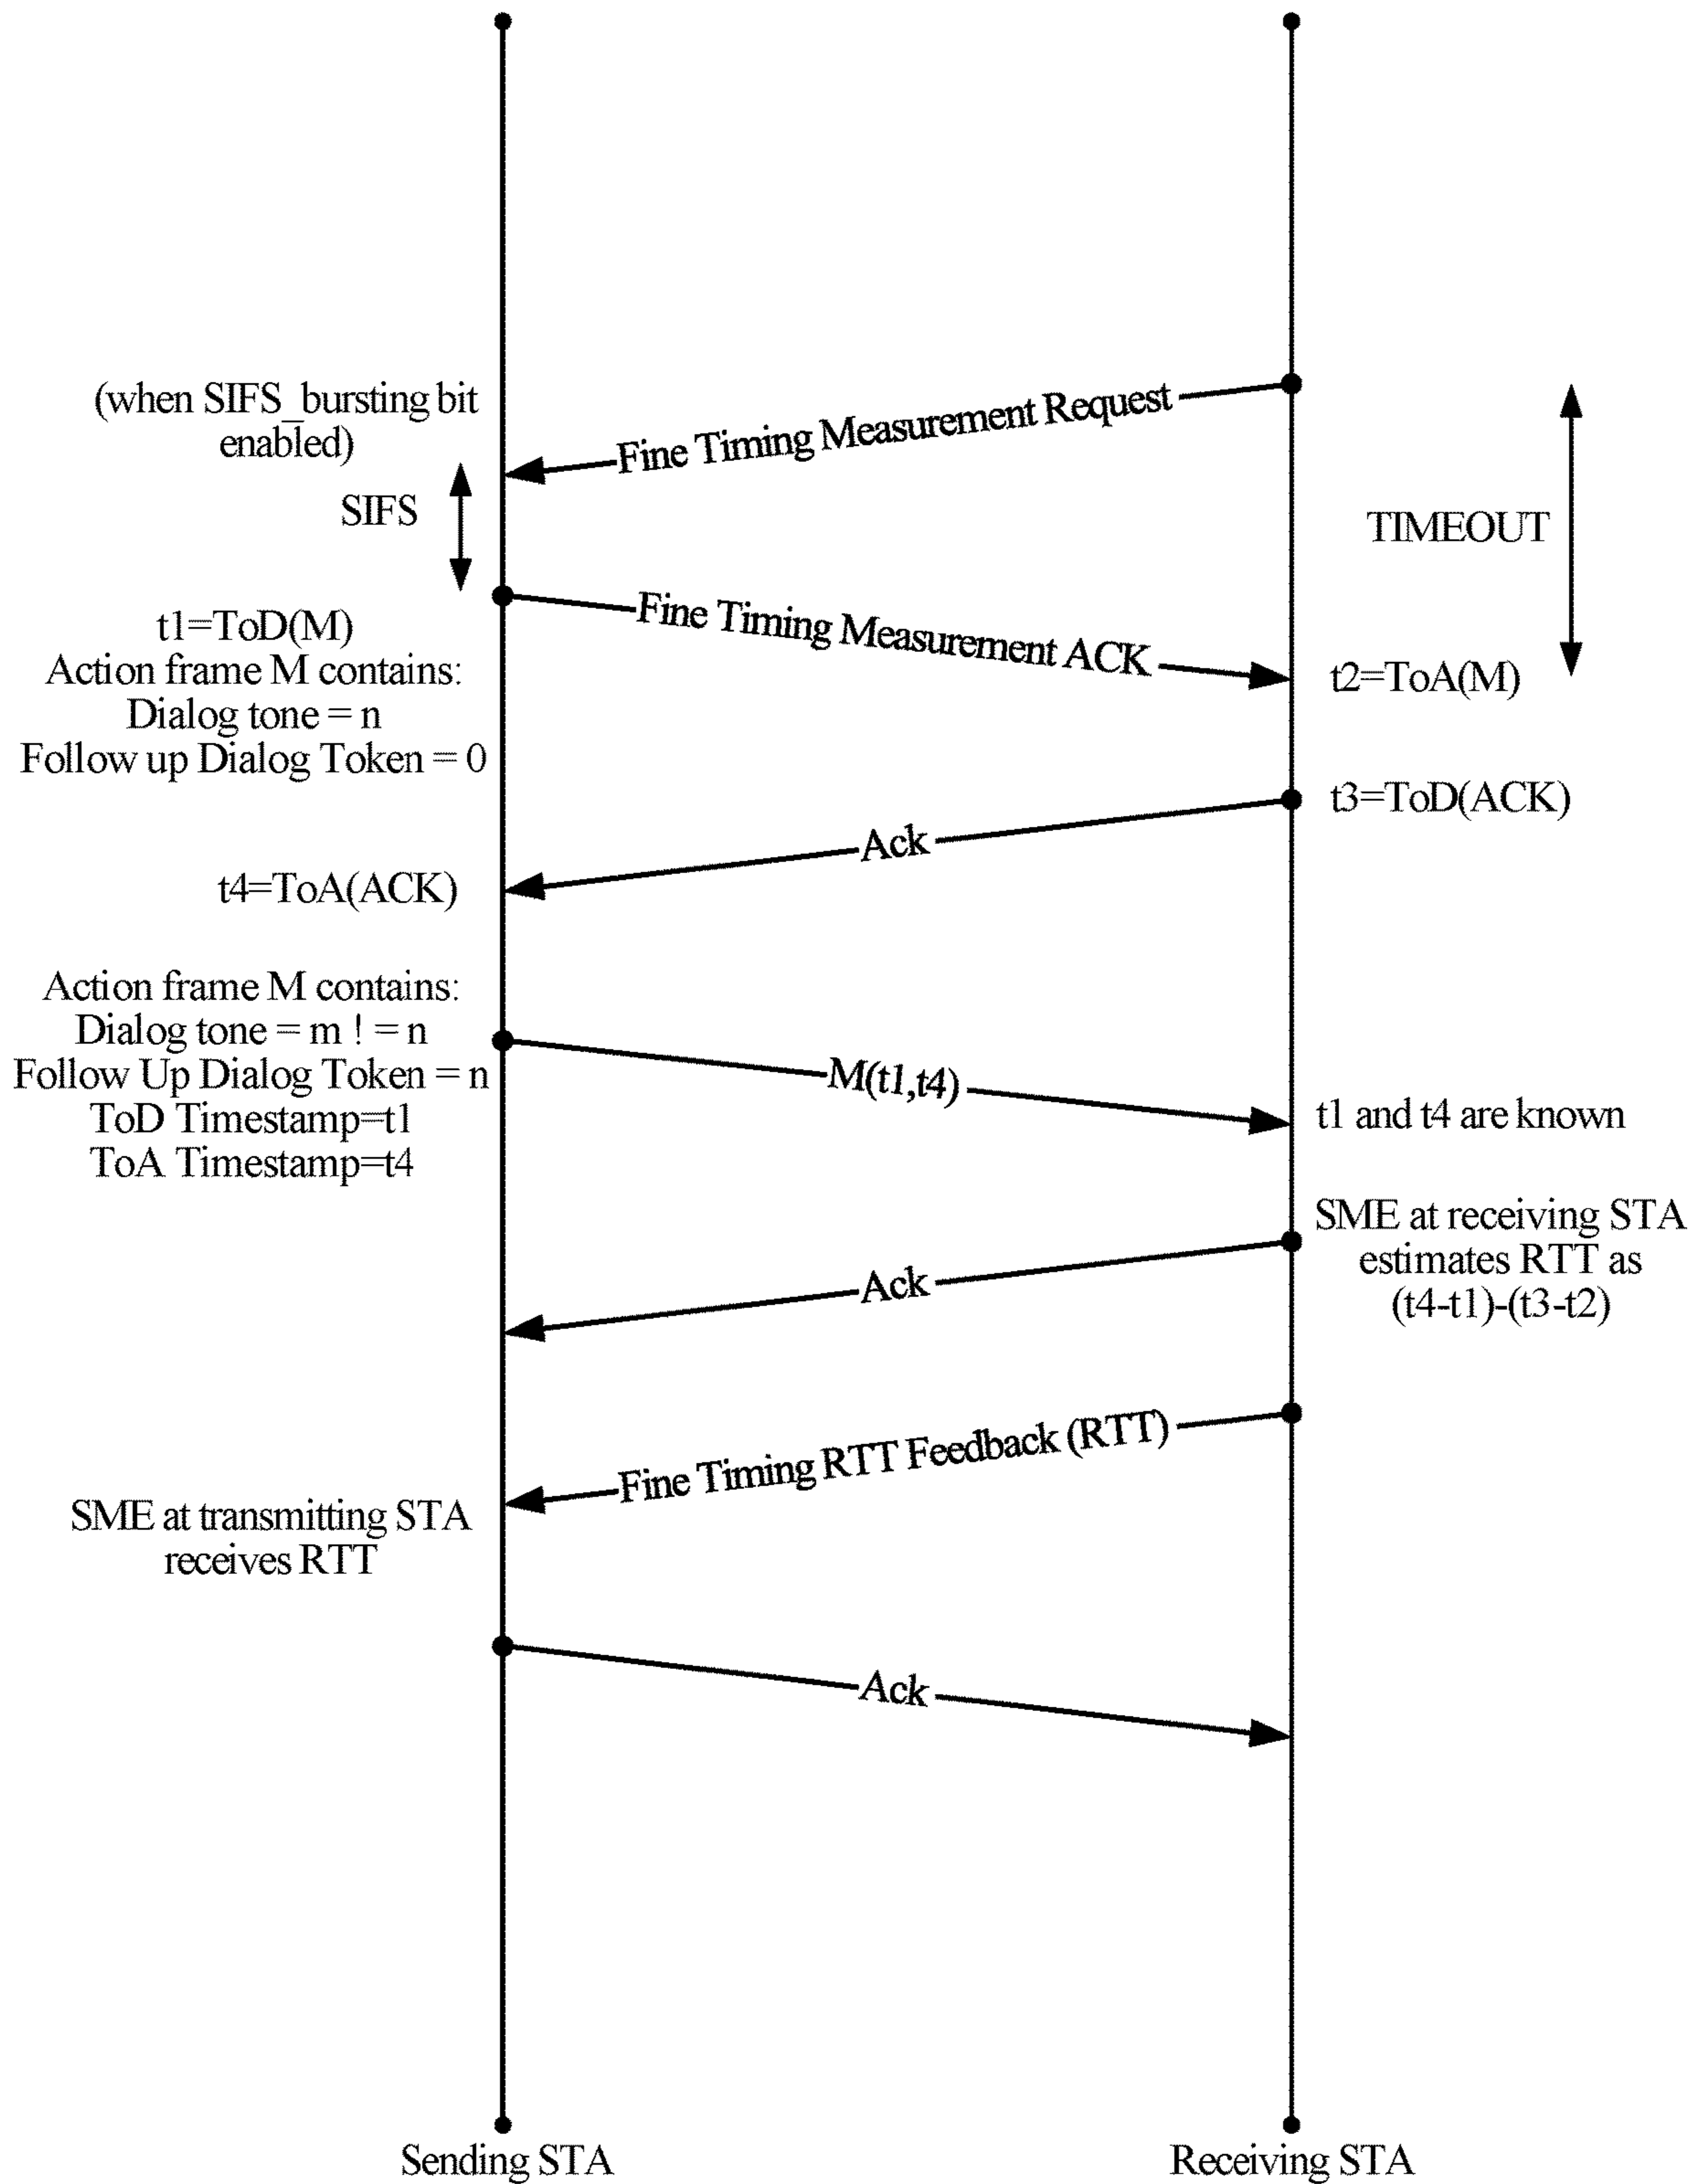 (when SIFS_bursting bit
enabled)
Fine Timing Measurement Request
SIFS
TIMEOUT
Fine Timing Measurement ACK
t1=ToD(M)
Action frame M contains:
Dialog tone = n
Follow up Dialog Token = 0
t2=ToA(M)
t3=ToD(ACK)
Ack
t4=ToA(ACK)
Action frame M contains:
Dialog tone = m ! = n
Follow Up Dialog Token = n
ToD Timestamp=t1
ToA Timestamp=t4
M(t1,t4)
t1 and t4 are known
SME at receiving STA
estimates RTT as
(t4-t1)-(t3-t2)
Ack
Fine Timing RTT Feedback (RTT)
SME at transmitting STA
receives RTT
Ack
Sending STA
Receiving STA